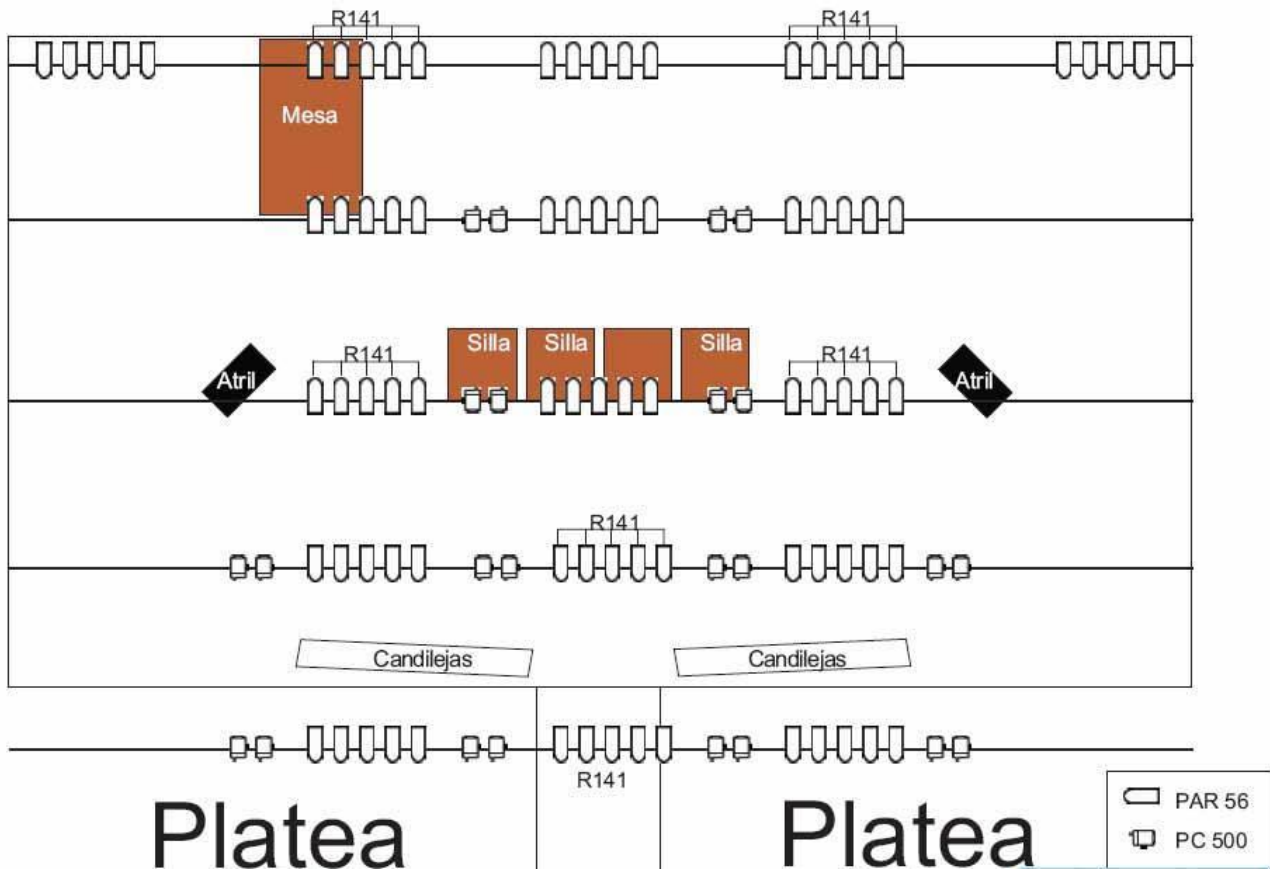 R141
R141
Mesa
R141
Silla
Silla
Silla
R141
Atril
Atril
R141
Candilejas
Candilejas
R141
Platea
Platea
PAR 56
PC 500